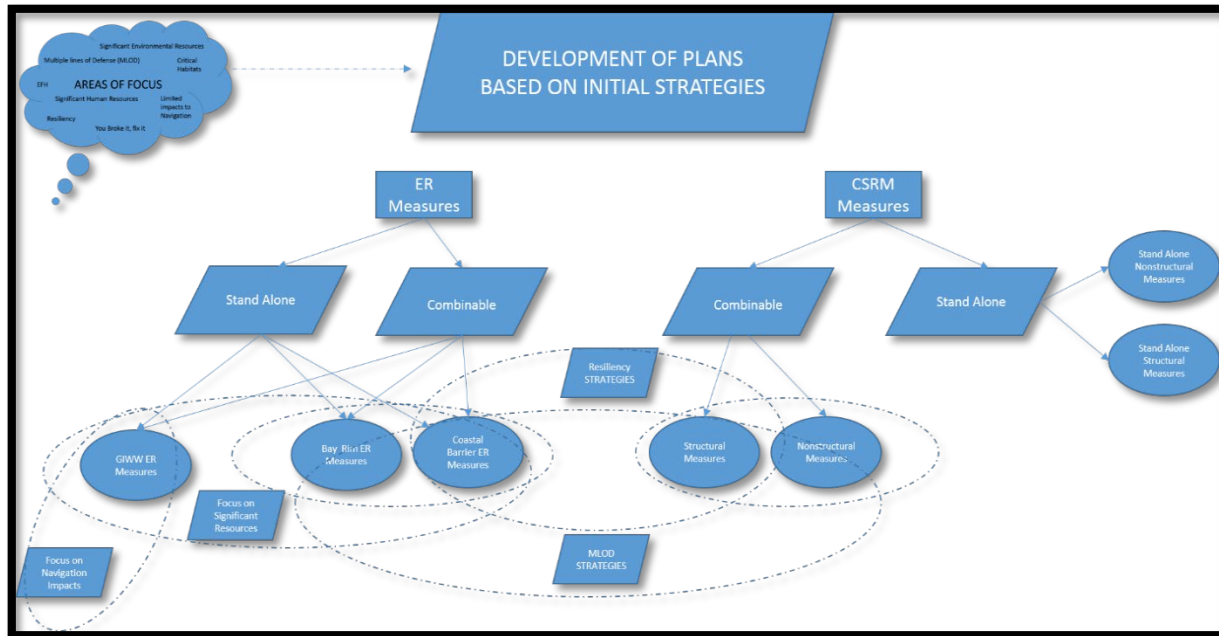 Significant Environmental Resources
Multiple lines of Defense (MLOD)
Critical
Habitats
EFH
AREAS OF FOCUS
Significant Human Resources
Limited
Impacts to
Navigation
Resiliency
You Broke it, fix it
DEVELOPMENT OF PLANS
BASED ON INITIAL STRATEGIES
ER
Measures
CSRM
Measures
Stand Alone
Combinable
Combinable
Stand Alone
Stand Alone
Nonstructural
Measures
Stand Alone
Structural
Measures
Resiliency
STRATEGIES
GIWW ER
Measures
Bay Rim ER
Measures
Coastal
Barrier ER
Measures
Structural
Measures
Nonstructural
Measures
Focus on
Significant
Resources
Focus on
Navigation
Impacts
MLOD
STRATEGIES